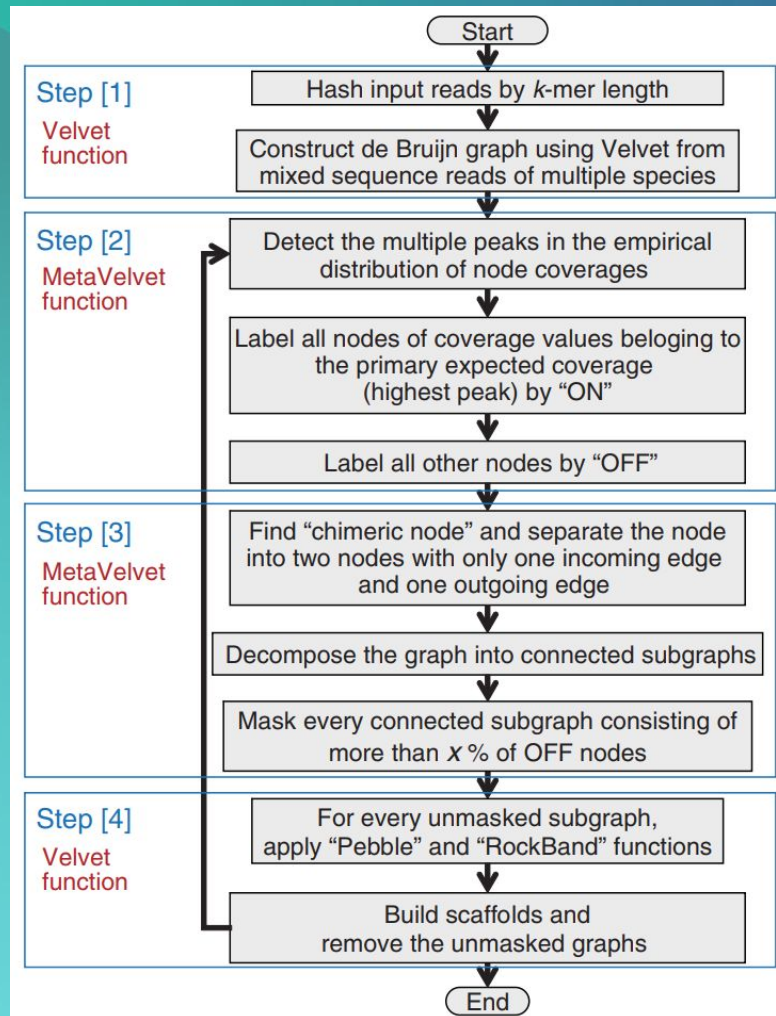 Start
Step [1]
Velvet
function
Hash input reads by k-mer length
Construct de Bruijn graph using Velvet from
mixed sequence reads of multiple species
Step [2]
MetaVelvet
function
Detect the multiple peaks in the empirical
distribution of node coverages
Label all nodes of coverage values beloging to
the primary expected coverage
(highest peak) by “ON”
Label all other nodes by “OFF”
Step [3]
MetaVelvet
function
Find “chimeric node” and separate the node
into two nodes with only one incoming edge
and one outgoing edge
Decompose the graph into connected subgraphs
Mask every connected subgraph consisting of
more than x % of OFF nodes
Step [4]
Velvet
function
For every unmasked subgraph,
apply “Pebble” and “RockBand” functions
Build scaffolds and
remove the unmasked graphs
End